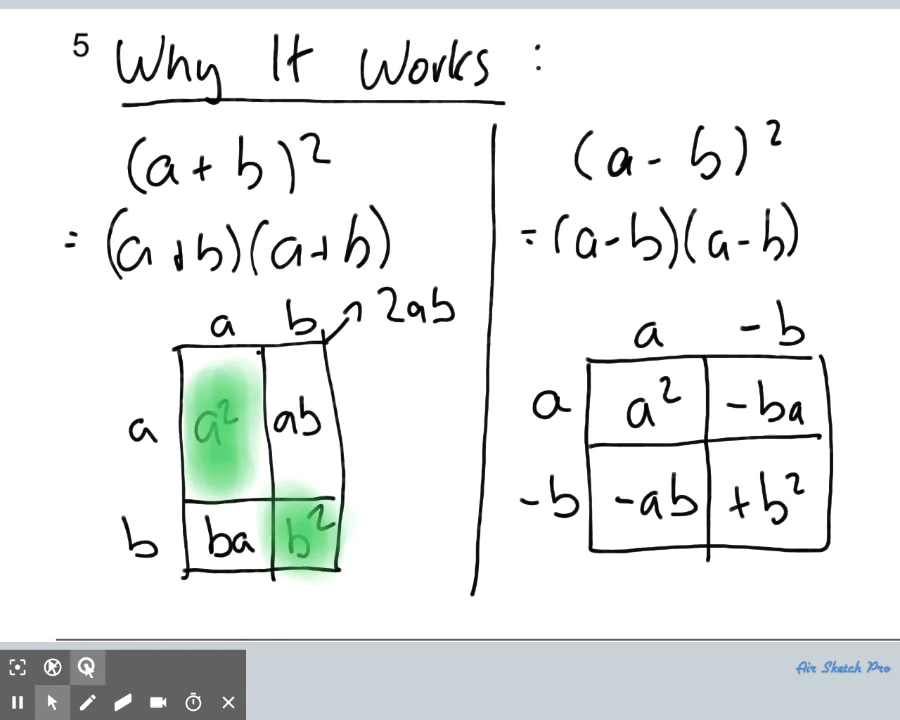 5 Why It Works :
(a + b)²
= (a + b)(a + b)
a b 2ab
a a² ab
b ba b²
(a - b)²
= (a - b)(a - b)
a - b
a a² - ba
- b - ab + b²
Air Sketch Pro